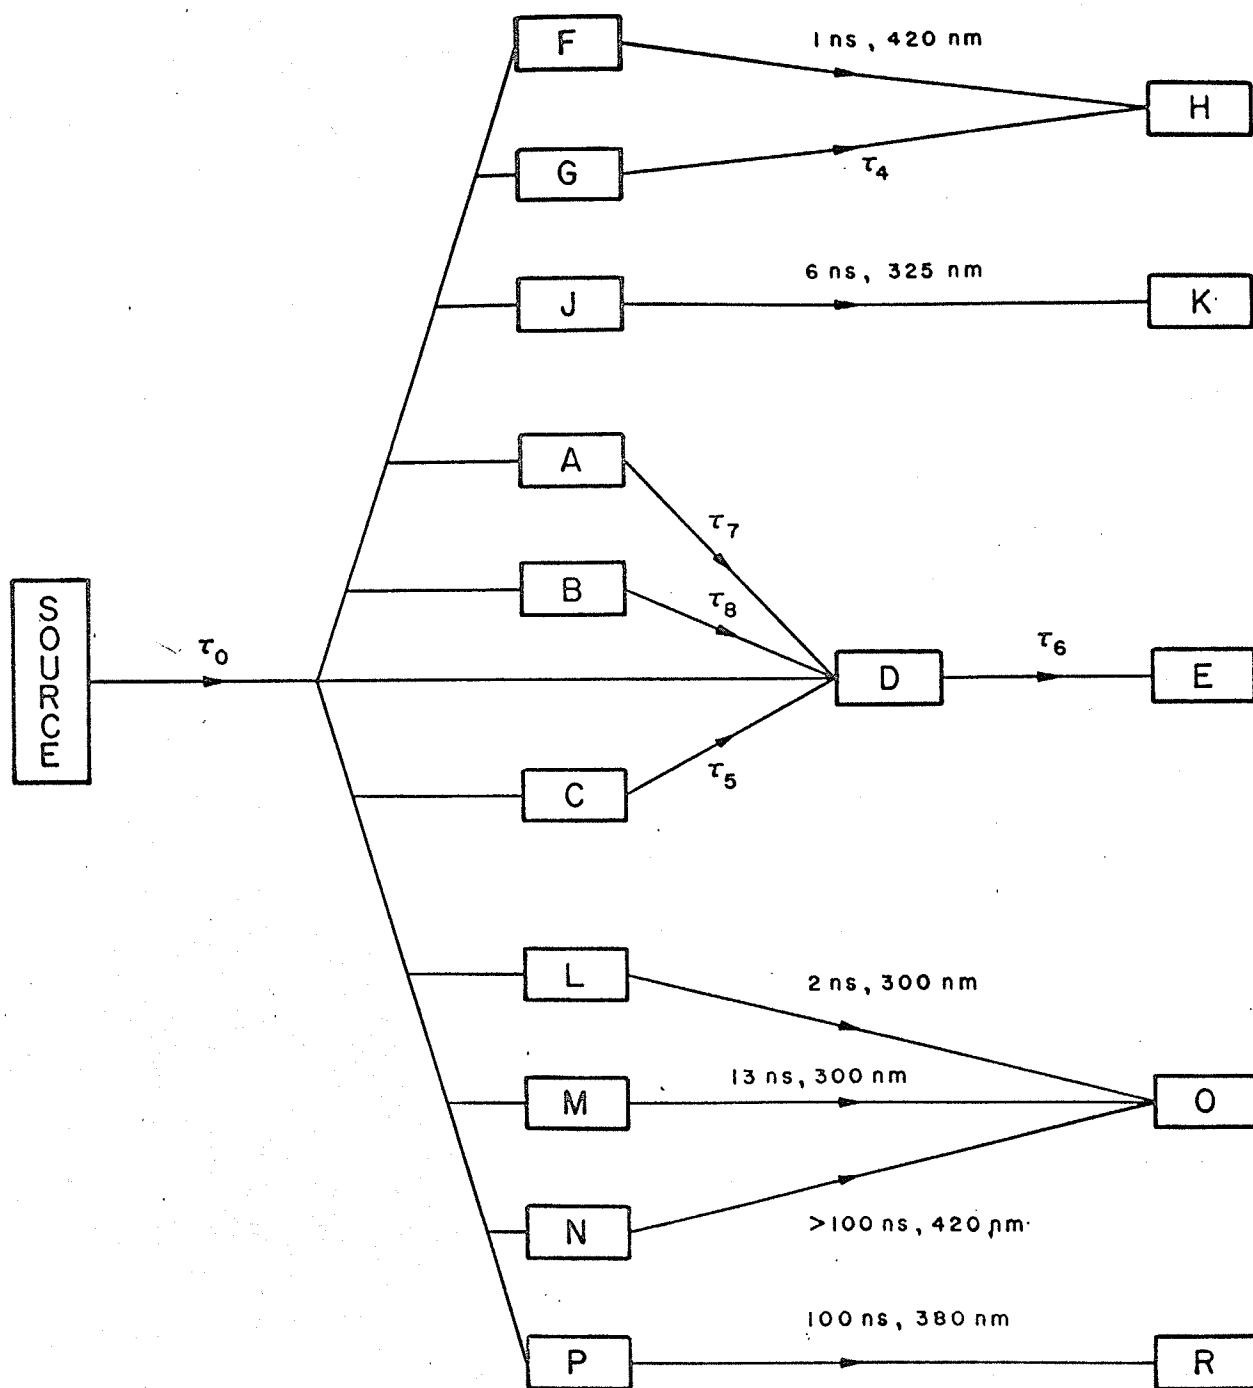 F
1 ns, 420 nm
H
G
τ4
J
6 ns, 325 nm
K
A
τ7
B
τ8
SOURCE
τ0
D
τ6
E
C
τ5
L
2 ns, 300 nm
M
13 ns, 300 nm
O
N
>100 ns, 420 nm
P
100 ns, 380 nm
R